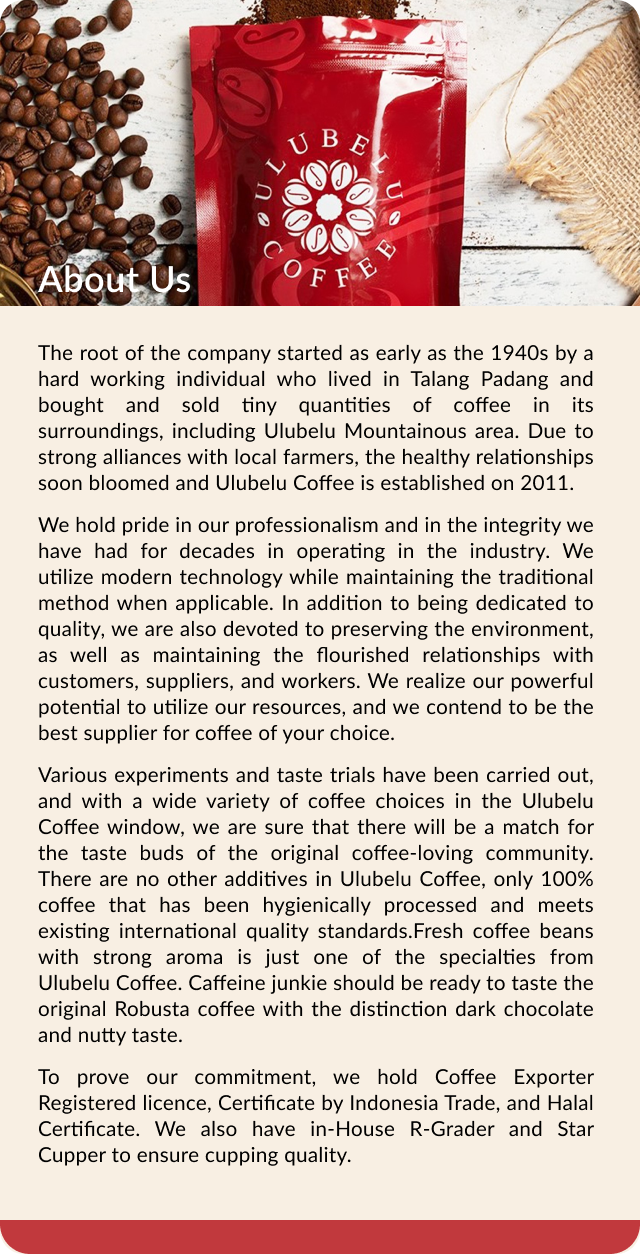 ULUBELU
COFFEE
About Us
The root of the company started as early as the 1940s by a
hard working individual who lived in Talang Padang and
bought and sold tiny quantities of coffee in its
surroundings, including Ulubelu Mountainous area. Due to
strong alliances with local farmers, the healthy relationships
soon bloomed and Ulubelu Coffee is established on 2011.
We hold pride in our professionalism and in the integrity we
have had for decades in operating in the industry. We
utilize modern technology while maintaining the traditional
method when applicable. In addition to being dedicated to
quality, we are also devoted to preserving the environment,
as well as maintaining the flourished relationships with
customers, suppliers, and workers. We realize our powerful
potential to utilize our resources, and we contend to be the
best supplier for coffee of your choice.
Various experiments and taste trials have been carried out,
and with a wide variety of coffee choices in the Ulubelu
Coffee window, we are sure that there will be a match for
the taste buds of the original coffee-loving community.
There are no other additives in Ulubelu Coffee, only 100%
coffee that has been hygienically processed and meets
existing international quality standards.Fresh coffee beans
with strong aroma is just one of the specialties from
Ulubelu Coffee. Caffeine junkie should be ready to taste the
original Robusta coffee with the distinction dark chocolate
and nutty taste.
To prove our commitment, we hold Coffee Exporter
Registered licence, Certificate by Indonesia Trade, and Halal
Certificate. We also have in-House R-Grader and Star
Cupper to ensure cupping quality.